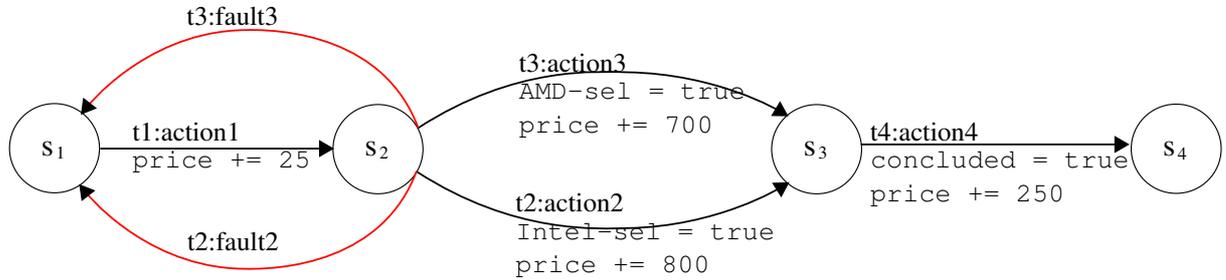 t3:fault3
t3:action3
AMD-sel = true
price += 700
s1
t1:action1
price += 25
s2
s3
t4:action4
concluded = true
price += 250
s4
t2:action2
Intel-sel = true
price += 800
t2:fault2